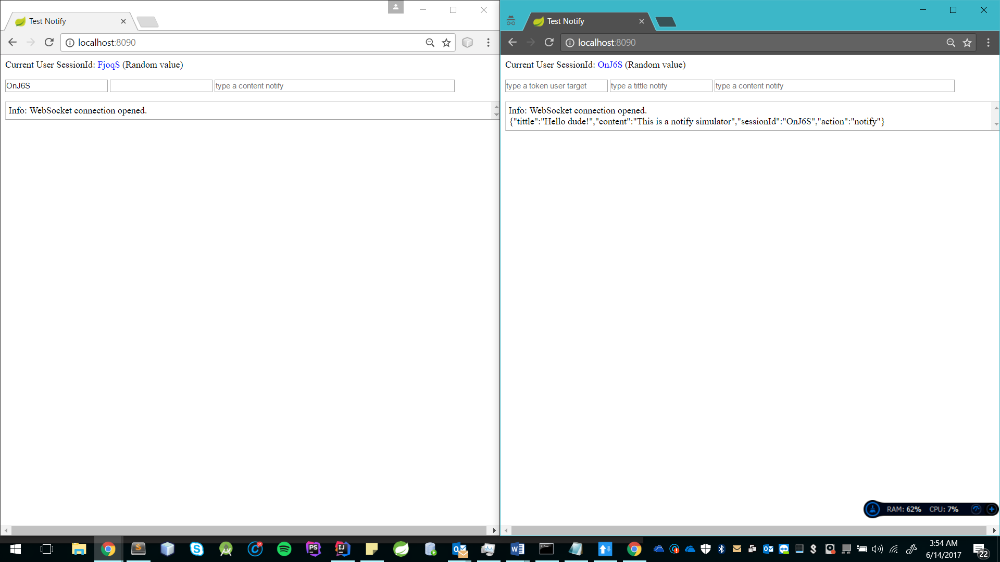 Test Notify
localhost:8090
Current User SessionId: FjoqS (Random value)
OnJ6S
type a content notify
Info: WebSocket connection opened.
Test Notify
localhost:8090
Current User SessionId: OnJ6S (Random value)
type a token user target
type a tittle notify
type a content notify
Info: WebSocket connection opened.
{"tittle":"Hello dude!","content":"This is a notify simulator","sessionId":"OnJ6S","action":"notify"}
RAM: 62% CPU: 7%
3:54 AM
6/14/2017
22